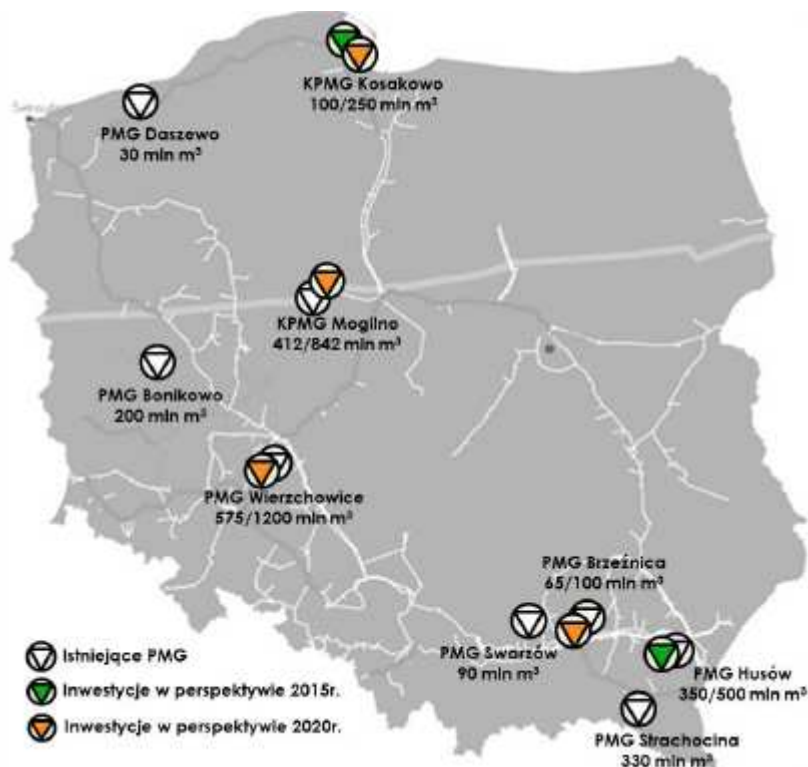 KPMG Kosakowo
100/250 mln m³
PMG Daszewo
30 mln m³
KPMG Mogilno
412/842 mln m³
PMG Bonikowo
200 mln m³
PMG Wierzchowice
575/1200 mln m³
PMG Brzeźnica
65/100 mln m³
PMG Swarzów
90 mln m³
PMG Husów
350/500 mln m³
PMG Strachocina
330 mln m³
Istniejące PMG
Inwestycje w perspektywie 2015r.
Inwestycje w perspektywie 2020r.